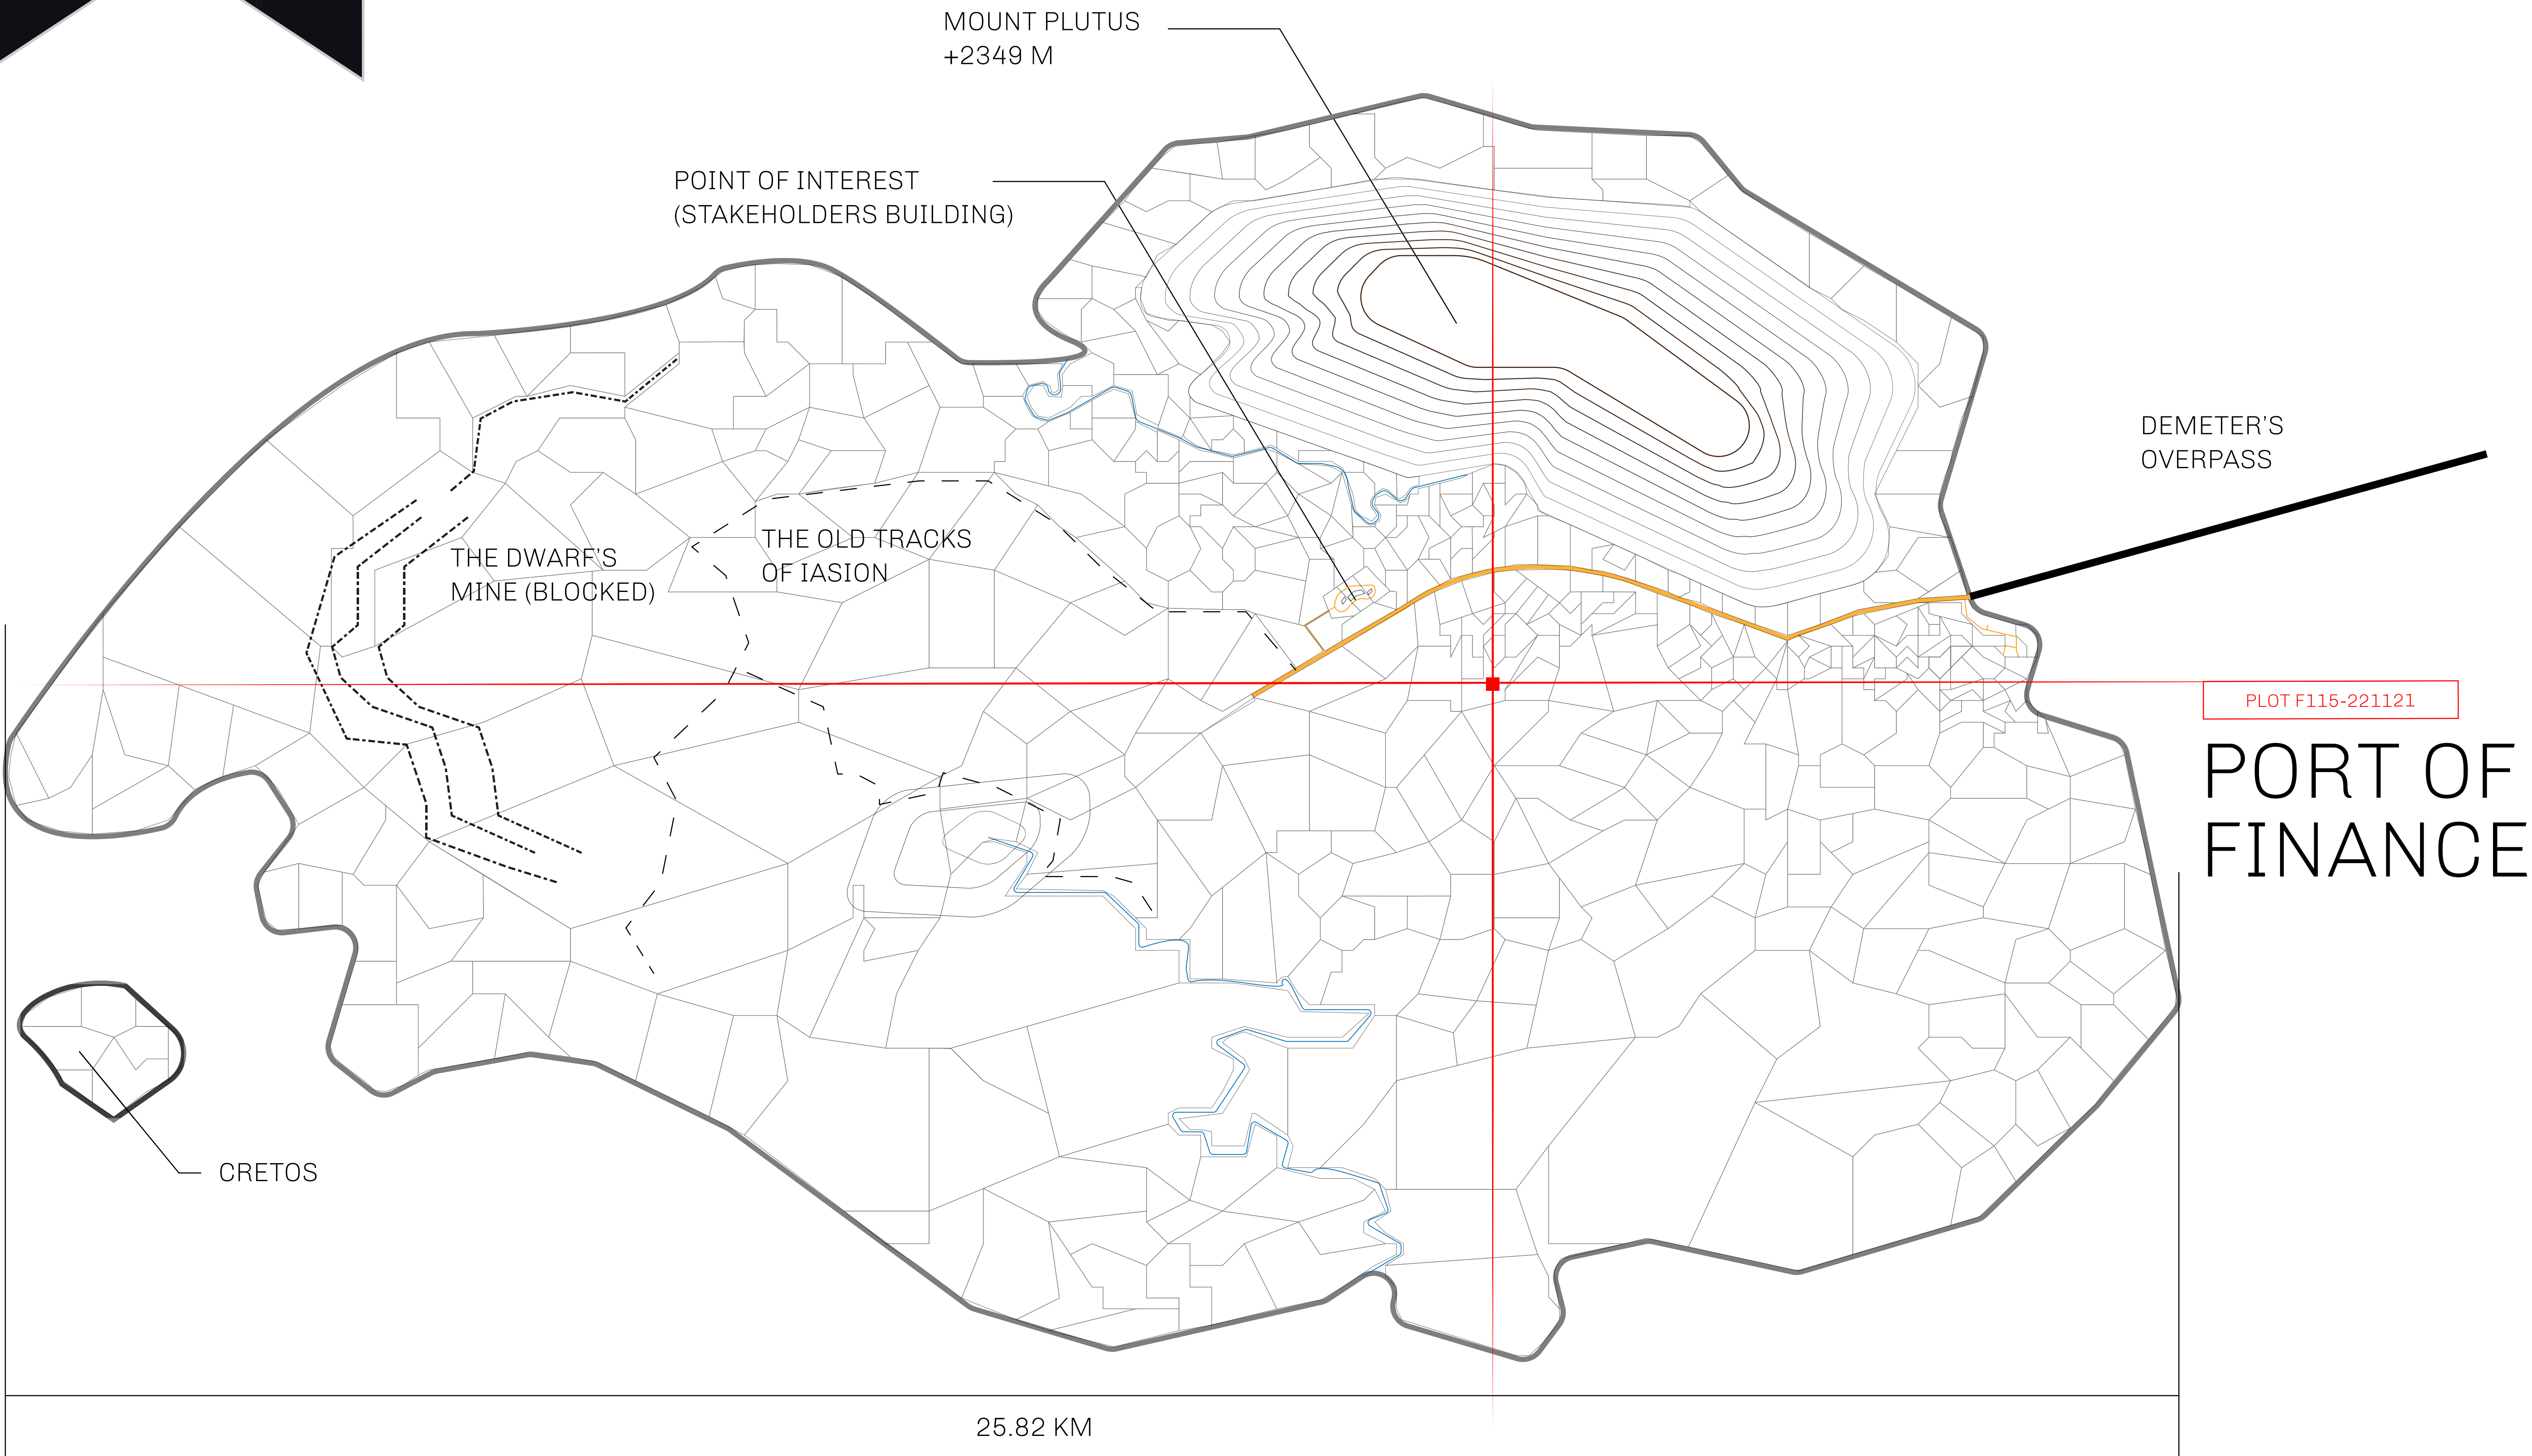 MOUNT PLUTUS
+2349 M
POINT OF INTEREST
(STAKEHOLDERS BUILDING)
DEMETER'S
OVERPASS
THE OLD TRACKS
OF IASION
THE DWARF'S
MINE (BLOCKED)
PLOT F115-221121
PORT OF
FINANCE
CRETOS
25.82 KM